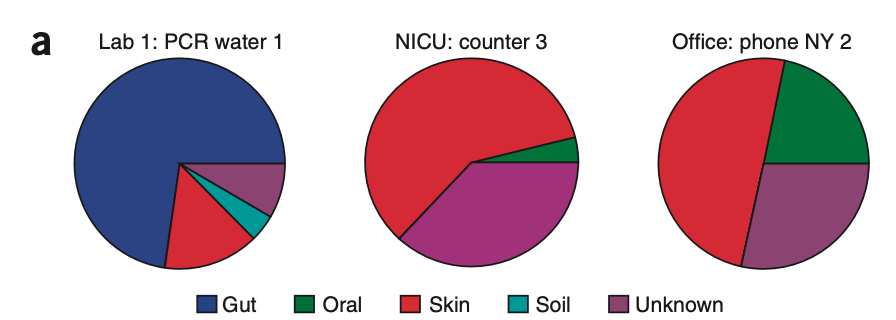 a
Lab 1: PCR water 1
NICU: counter 3
Office: phone NY 2
Gut
Oral
Skin
Soil
Unknown